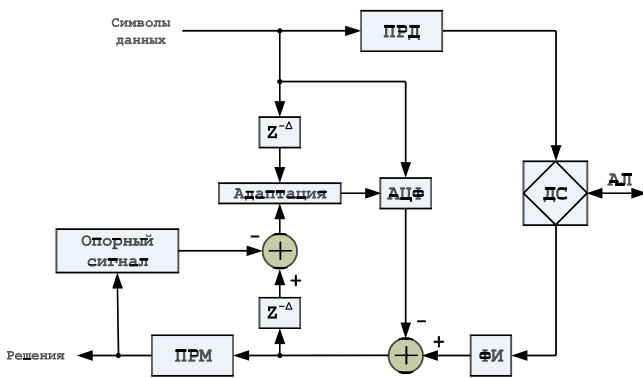 Символы
данных
ПРД
Z^-Δ
Адаптация
АЦФ
ДС
АЛ
Опорный
сигнал
-
+
+
Z^-Δ
-
+
+
+
Решения
ПРМ
ФИ